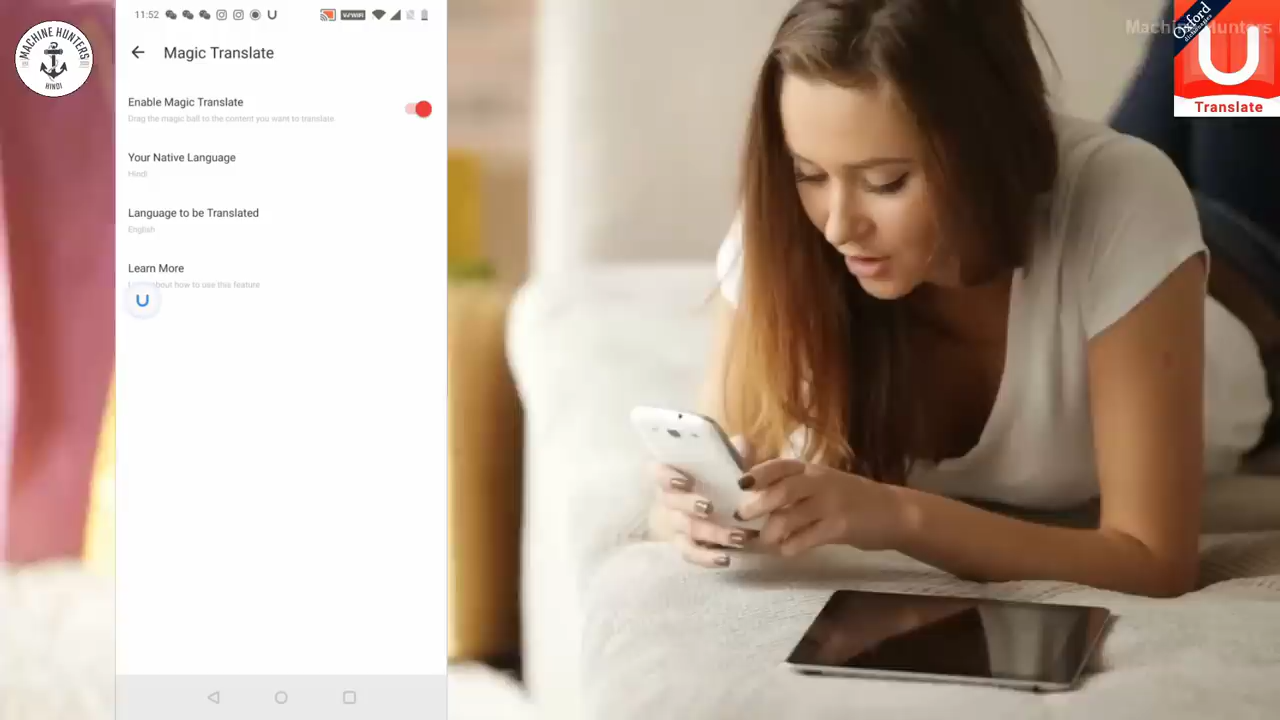 11:52
VoWiFi
Magic Translate
Enable Magic Translate
Drag the magic ball to the content you want to translate
Your Native Language
Hindi
Language to be Translated
English
Learn More
about how to use this feature
U
MACHINE HUNTERS
HINDI
Machine Hunters
Oxford
U
Translate